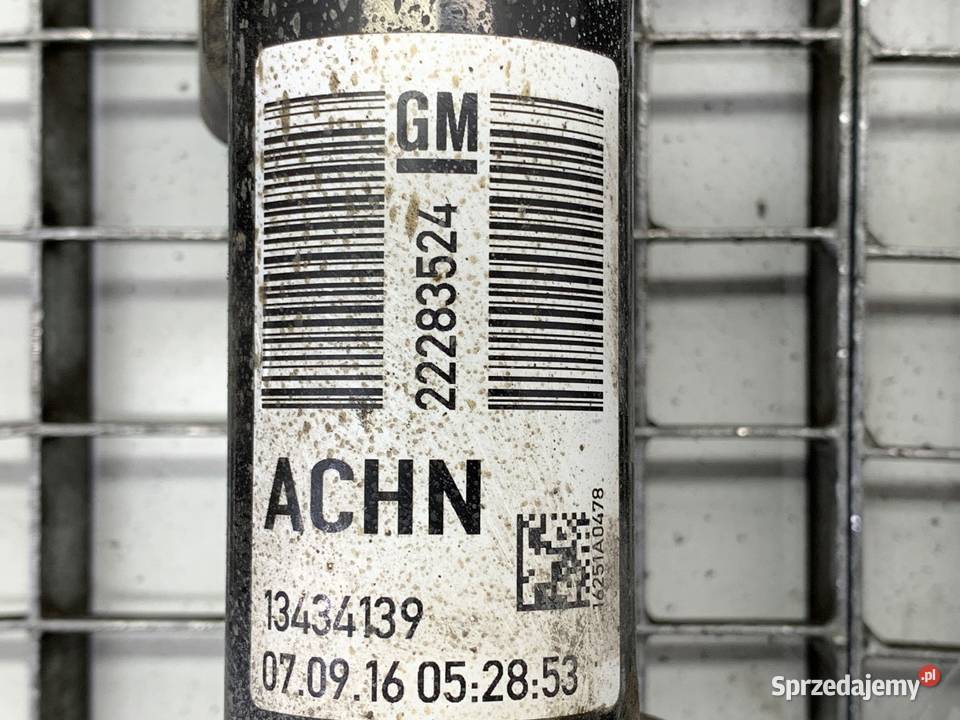 GM
22283524
ACHN
16251A0478
13434139
07.09.16 05:28:53
Sprzedajemy.pl